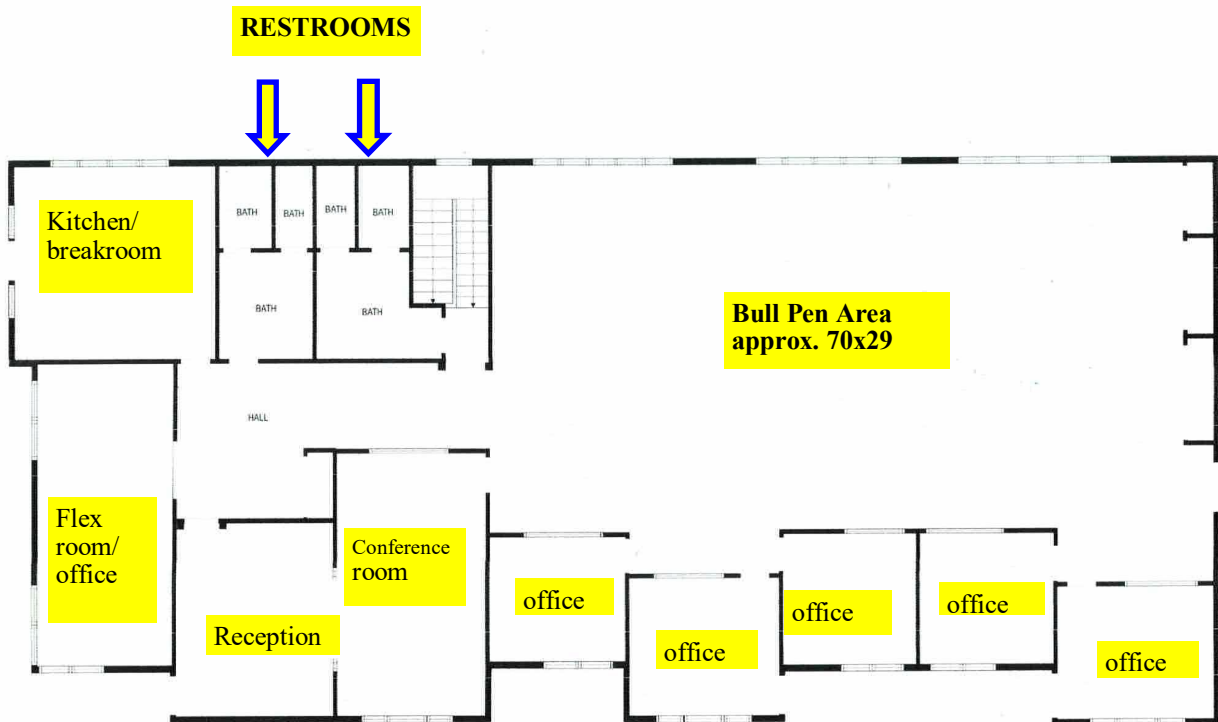 RESTROOMS
Kitchen/
breakroom
BATH
BATH
BATH
BATH
BATH
BATH
Bull Pen Area
approx. 70x29
HALL
Flex
room/
office
Conference
room
Reception
office
office
office
office
office